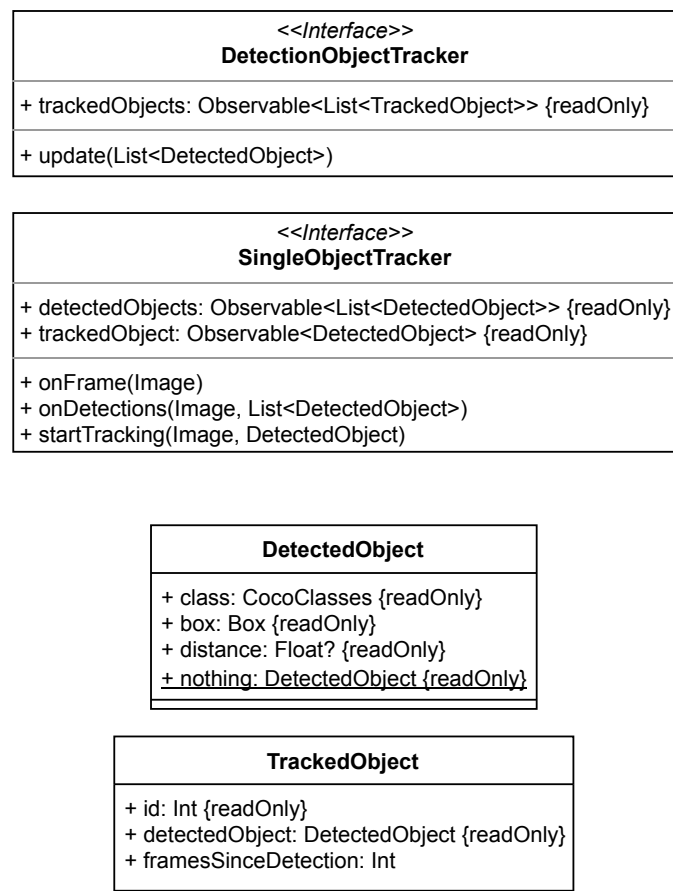 <<Interface>>
DetectionObjectTracker
+ trackedObjects: Observable<List<TrackedObject>> {readOnly}
+ update(List<DetectedObject>)
<<Interface>>
SingleObjectTracker
+ detectedObjects: Observable<List<DetectedObject>> {readOnly}
+ trackedObject: Observable<DetectedObject> {readOnly}
+ onFrame(Image)
+ onDetections(Image, List<DetectedObject>)
+ startTracking(Image, DetectedObject)
DetectedObject
+ class: CocoClasses {readOnly}
+ box: Box {readOnly}
+ distance: Float? {readOnly}
+ nothing: DetectedObject {readOnly}
TrackedObject
+ id: Int {readOnly}
+ detectedObject: DetectedObject {readOnly}
+ framesSinceDetection: Int